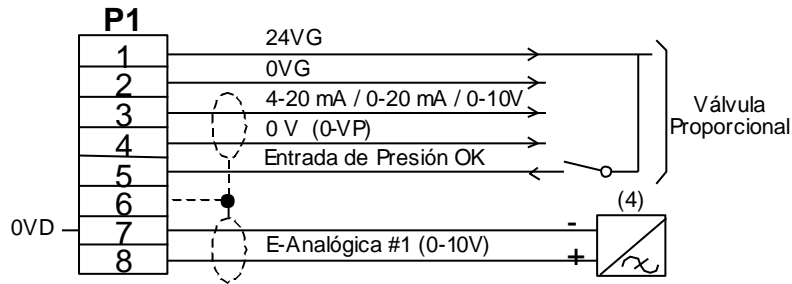 P1
1
24VG
2
0VG
3
4-20 mA / 0-20 mA / 0-10V
4
0 V (0-VP)
5
Entrada de Presión OK
Válvula
Proporcional
6
(4)
0VD
7
-
8
E-Analógica #1 (0-10V)
+